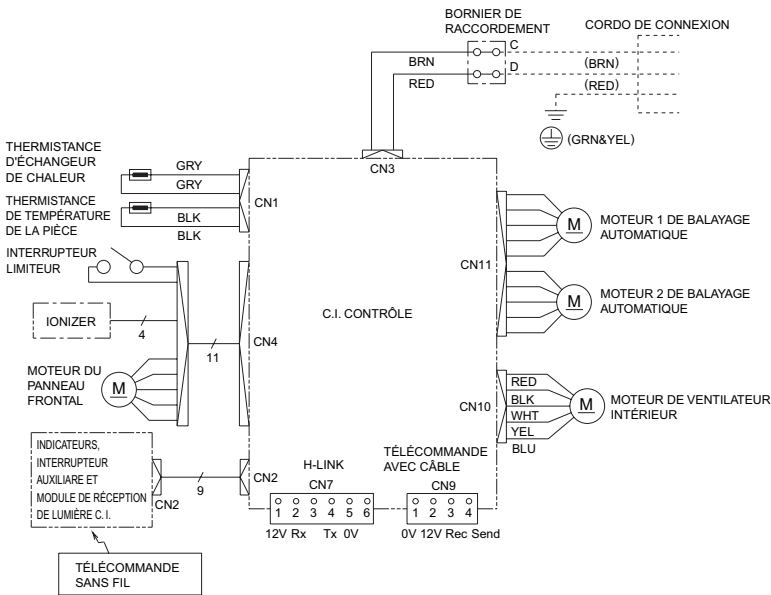 BORNIER DE
RACCORDEMENT
CORDO DE CONNEXION
C
BRN
(BRN)
D
RED
(RED)
(GRN&YEL)
THERMISTANCE
D'ÉCHANGEUR
DE CHALEUR
GRY
GRY
CN3
CN1
THERMISTANCE
DE TEMPÉRATURE
DE LA PIÈCE
BLK
BLK
INTERRUPTEUR
LIMITEUR
M
MOTEUR 1 DE BALAYAGE
AUTOMATIQUE
CN11
IONIZER
4
C.I. CONTRÔLE
M
MOTEUR 2 DE BALAYAGE
AUTOMATIQUE
11
CN4
MOTEUR DU
PANNEAU
FRONTAL
M
CN10
RED
BLK
WHT
YEL
BLU
M
MOTEUR DE VENTILATEUR
INTÉRIEUR
INDICATEURS,
INTERRUPTEUR
AUXILIARE ET
MODULE DE RÉCEPTION
DE LUMIÈRE C. I.
CN2
9
CN2
H-LINK
CN7
1 2 3 4 5 6
12V Rx Tx 0V
TÉLÉCOMMANDE
AVEC CÂBLE
CN9
1 2 3 4
0V 12V Rec Send
TÉLÉCOMMANDE
SANS FIL